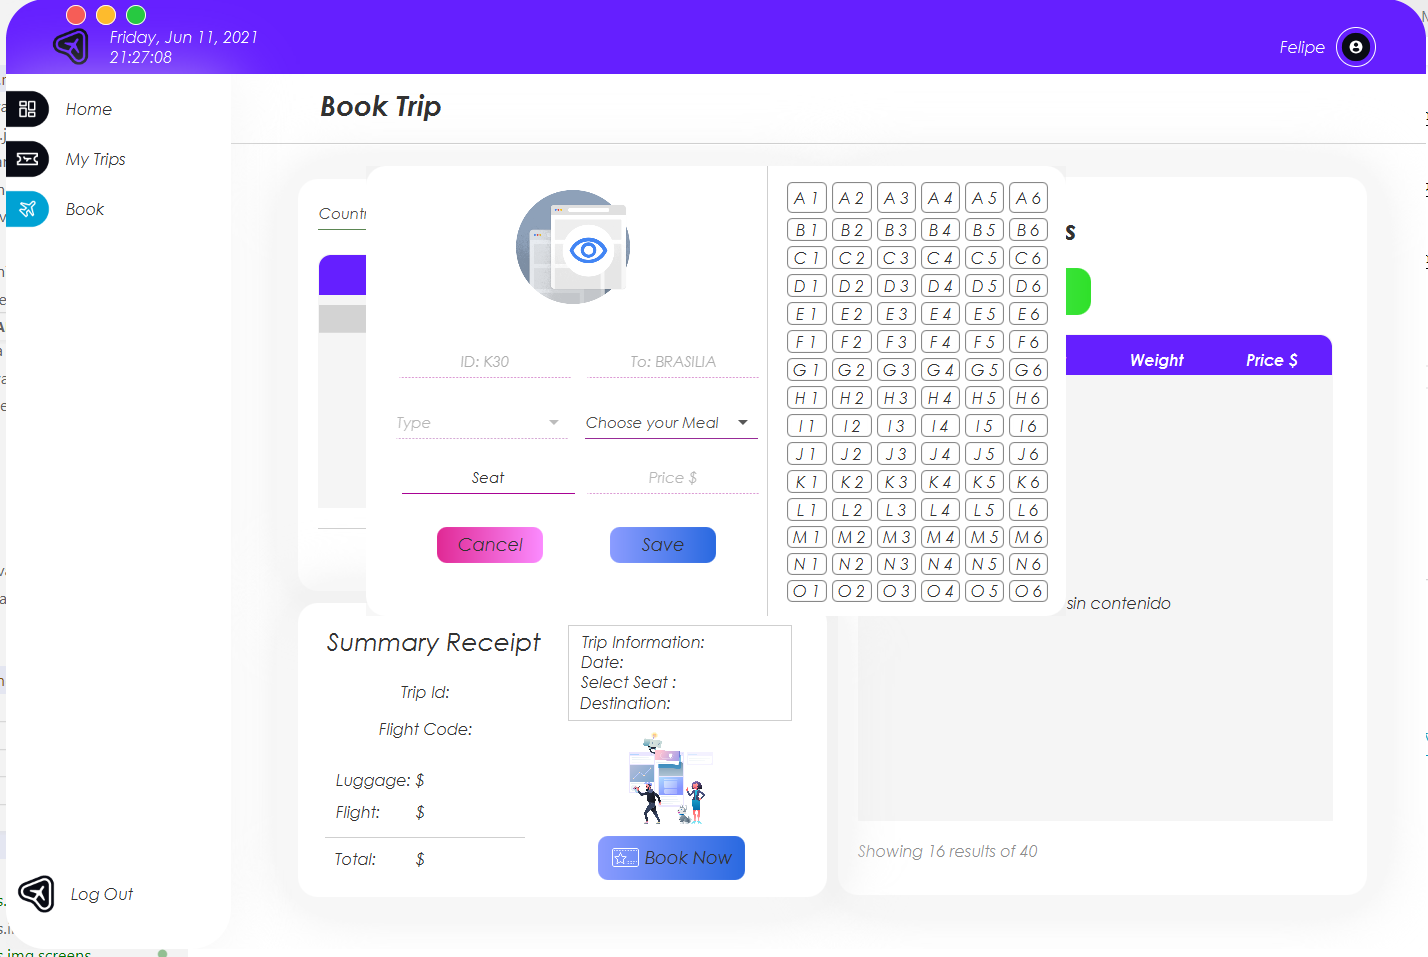 Friday, Jun 11, 2021
21:27:08
Felipe
Home
My Trips
Book
Book Trip
ID: K30
To: BRASILIA
Type
Choose your Meal
Seat
Price $
Cancel
Save
A 1 A 2 A 3 A 4 A 5 A 6
B 1 B 2 B 3 B 4 B 5 B 6
C 1 C 2 C 3 C 4 C 5 C 6
D 1 D 2 D 3 D 4 D 5 D 6
E 1 E 2 E 3 E 4 E 5 E 6
F 1 F 2 F 3 F 4 F 5 F 6
G 1 G 2 G 3 G 4 G 5 G 6
H 1 H 2 H 3 H 4 H 5 H 6
I 1 I 2 I 3 I 4 I 5 I 6
J 1 J 2 J 3 J 4 J 5 J 6
K 1 K 2 K 3 K 4 K 5 K 6
L 1 L 2 L 3 L 4 L 5 L 6
M 1 M 2 M 3 M 4 M 5 M 6
N 1 N 2 N 3 N 4 N 5 N 6
O 1 O 2 O 3 O 4 O 5 O 6
Weight Price $
sin contenido
Showing 16 results of 40
Summary Receipt
Trip Id:
Flight Code:
Luggage: $
Flight: $
Total: $
Trip Information:
Date:
Select Seat :
Destination:
Book Now
Log Out